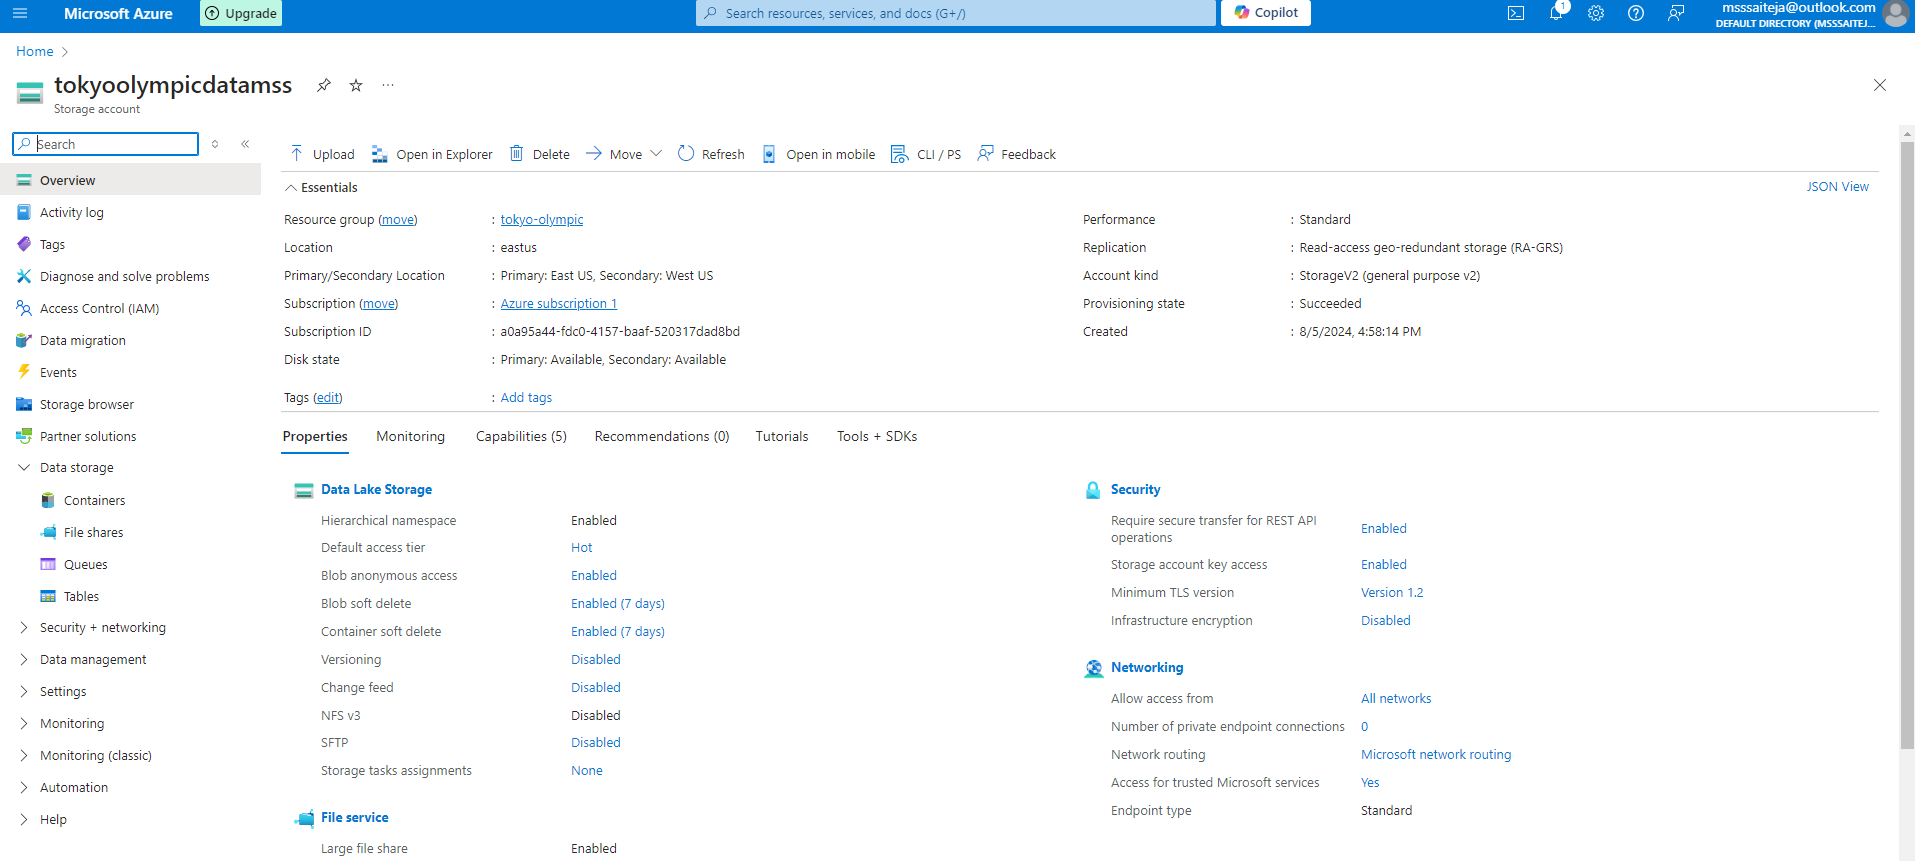 Microsoft Azure
Upgrade
Search resources, services, and docs (G+/)
Copilot
1
msssaiteja@outlook.com
DEFAULT DIRECTORY (MSSSAITEJ...
Home
tokyoolympicdatamss
Storage account
Search
Overview
Activity log
Tags
Diagnose and solve problems
Access Control (IAM)
Data migration
Events
Storage browser
Partner solutions
Data storage
Containers
File shares
Queues
Tables
Security + networking
Data management
Settings
Monitoring
Monitoring (classic)
Automation
Help
Upload Open in Explorer Delete Move Refresh Open in mobile CLI / PS Feedback
Essentials
JSON View
Resource group (move) : tokyo-olympic
Location : eastus
Primary/Secondary Location : Primary: East US, Secondary: West US
Subscription (move) : Azure subscription 1
Subscription ID : a0a95a44-fdc0-4157-baaf-520317dad8bd
Disk state : Primary: Available, Secondary: Available
Tags (edit) : Add tags
Performance : Standard
Replication : Read-access geo-redundant storage (RA-GRS)
Account kind : StorageV2 (general purpose v2)
Provisioning state : Succeeded
Created : 8/5/2024, 4:58:14 PM
Properties Monitoring Capabilities (5) Recommendations (0) Tutorials Tools + SDKs
Data Lake Storage
Hierarchical namespace Enabled
Default access tier Hot
Blob anonymous access Enabled
Blob soft delete Enabled (7 days)
Container soft delete Enabled (7 days)
Versioning Disabled
Change feed Disabled
NFS v3 Disabled
SFTP Disabled
Storage tasks assignments None
File service
Large file share Enabled
Security
Require secure transfer for REST API
operations Enabled
Storage account key access Enabled
Minimum TLS version Version 1.2
Infrastructure encryption Disabled
Networking
Allow access from All networks
Number of private endpoint connections 0
Network routing Microsoft network routing
Access for trusted Microsoft services Yes
Endpoint type Standard